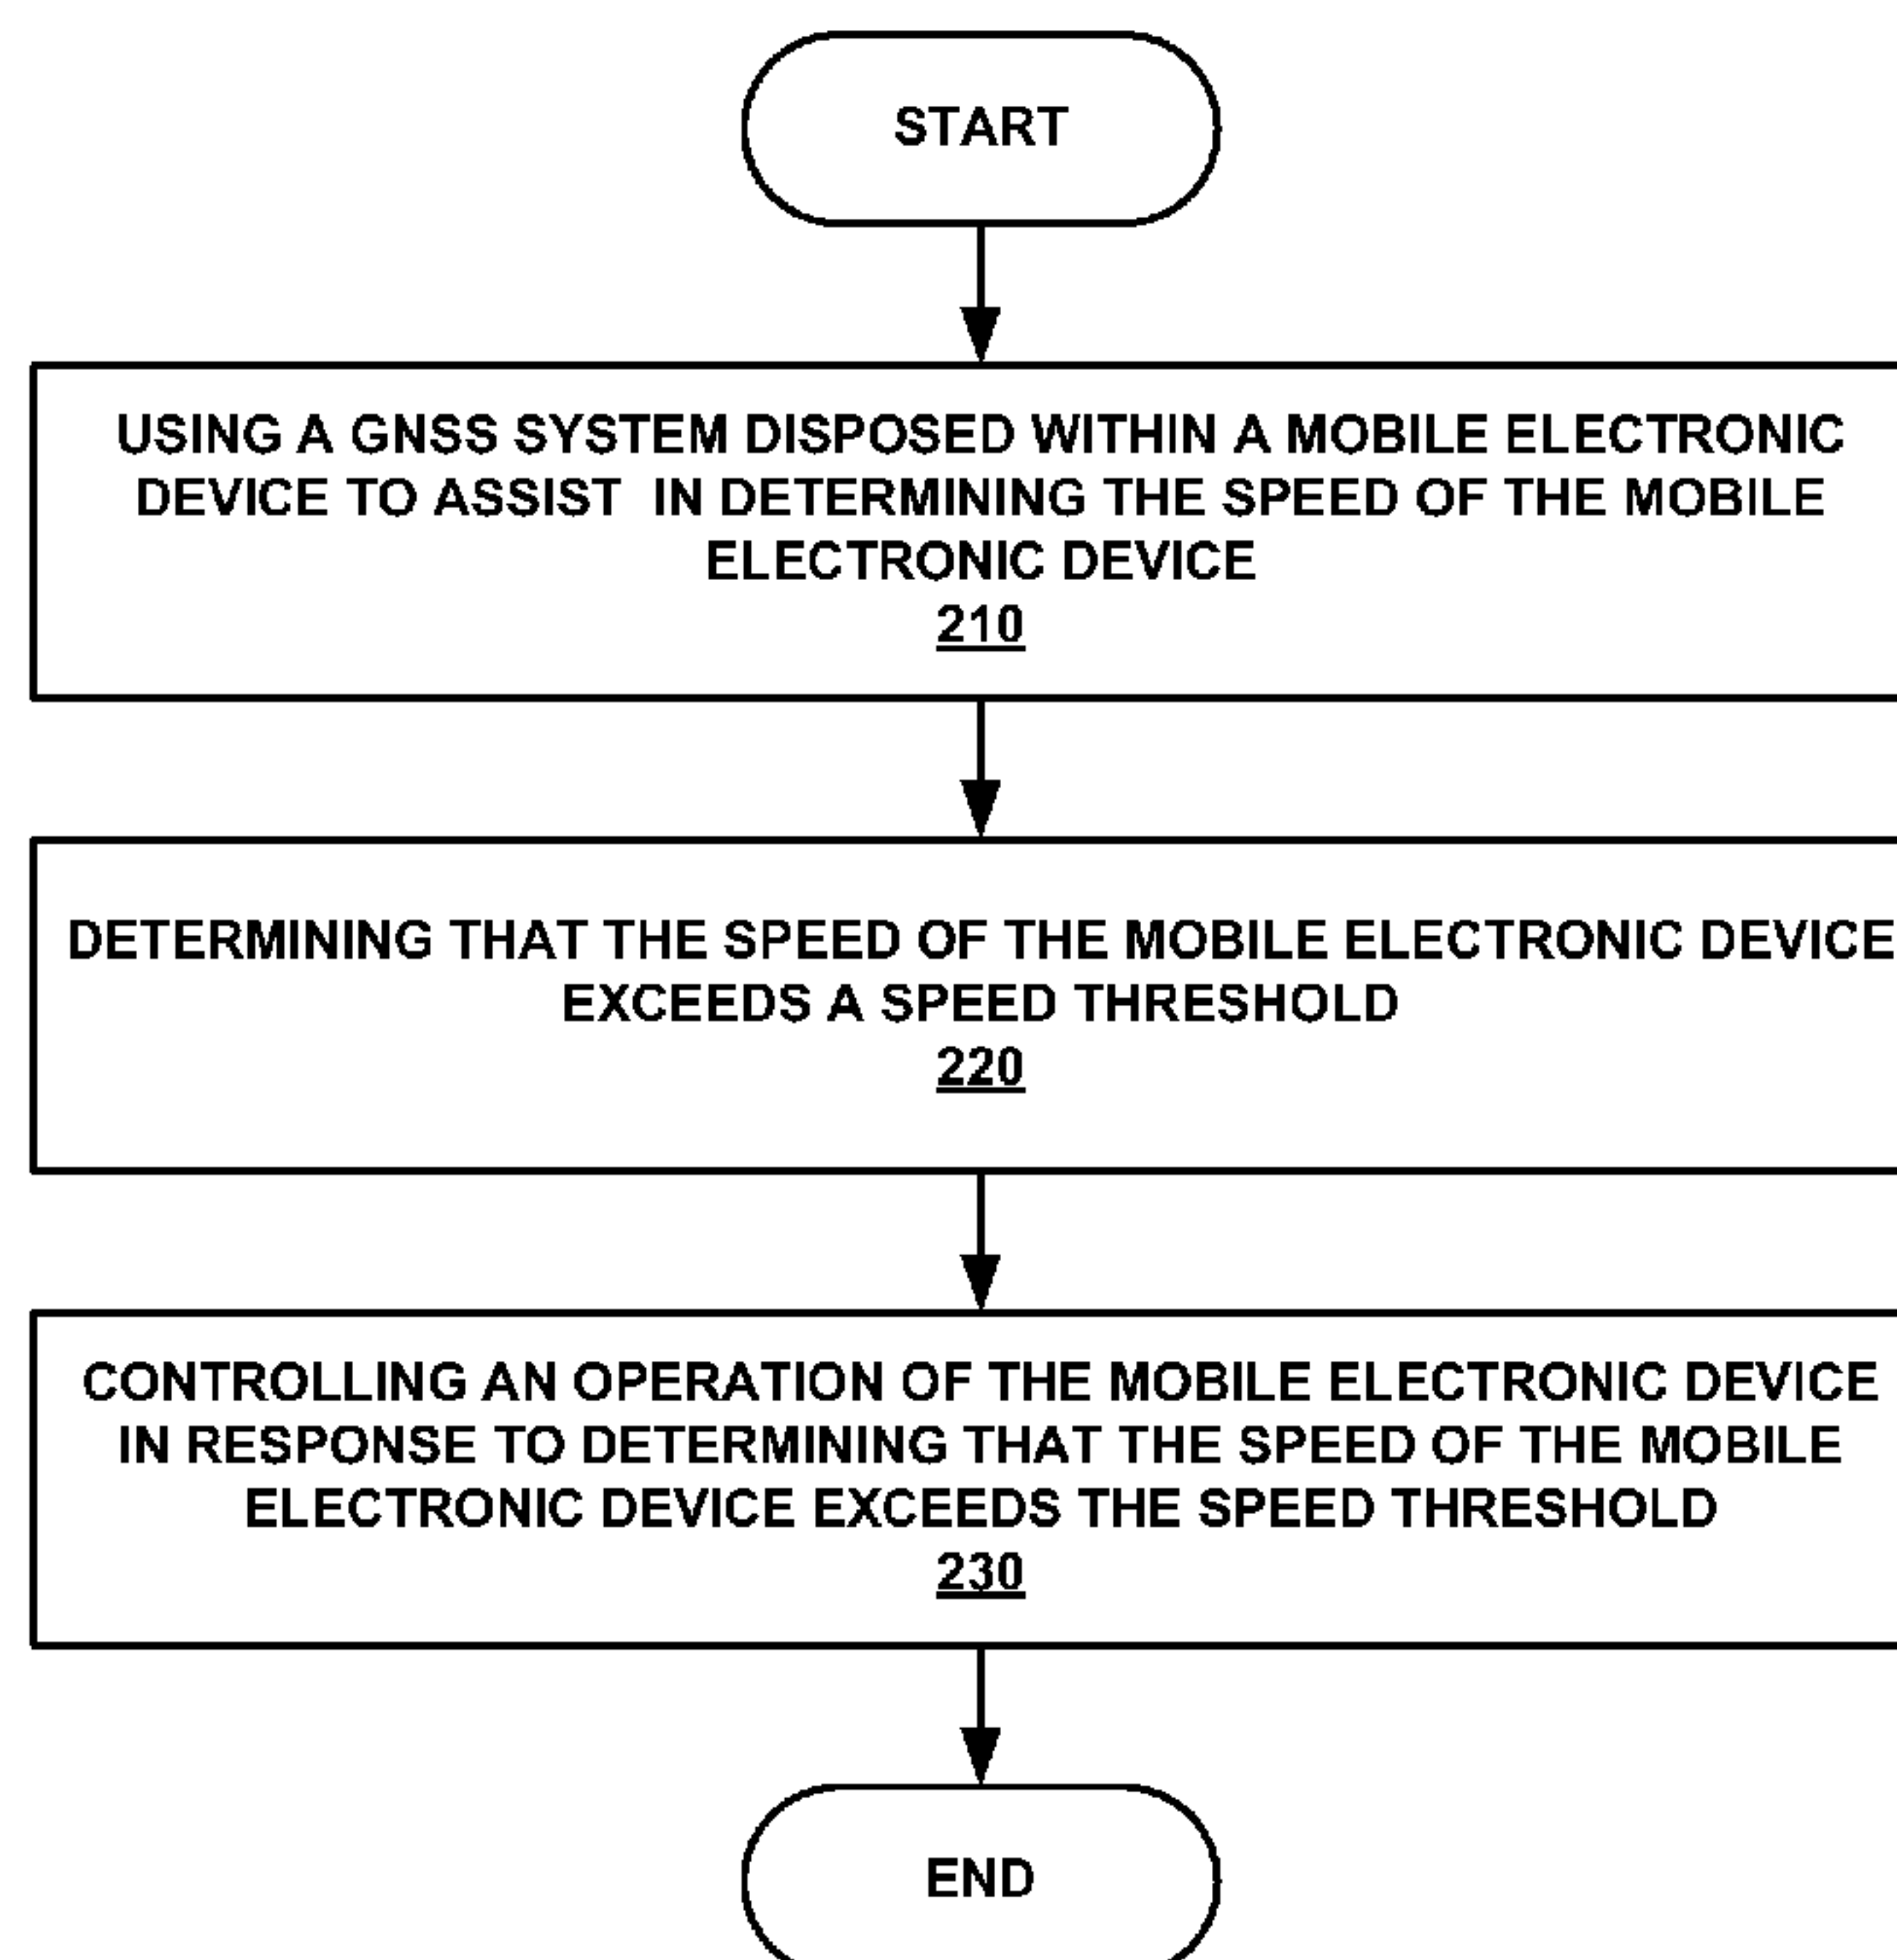 START
USING A GNSS SYSTEM DISPOSED WITHIN A MOBILE ELECTRONIC
DEVICE TO ASSIST IN DETERMINING THE SPEED OF THE MOBILE
ELECTRONIC DEVICE
210
DETERMINING THAT THE SPEED OF THE MOBILE ELECTRONIC DEVICE
EXCEEDS A SPEED THRESHOLD
220
CONTROLLING AN OPERATION OF THE MOBILE ELECTRONIC DEVICE
IN RESPONSE TO DETERMINING THAT THE SPEED OF THE MOBILE
ELECTRONIC DEVICE EXCEEDS THE SPEED THRESHOLD
230
END